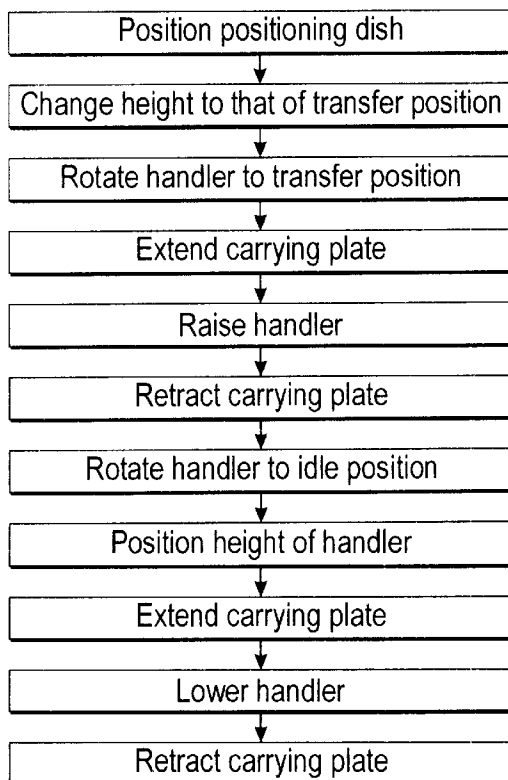 Position positioning dish
Change height to that of transfer position
Rotate handler to transfer position
Extend carrying plate
Raise handler
Retract carrying plate
Rotate handler to idle position
Position height of handler
Extend carrying plate
Lower handler
Retract carrying plate